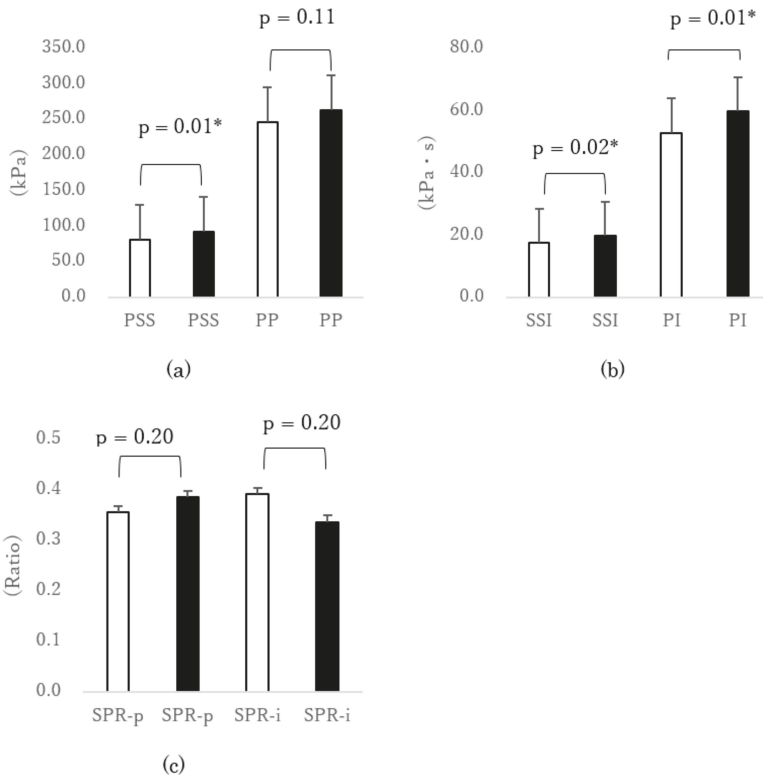 p = 0.11
350.0
300.0
250.0
200.0
150.0
100.0
50.0
0.0
(kPa)
p = 0.01*
PSS PSS PP PP
(a)
p = 0.01*
80.0
60.0
40.0
20.0
0.0
(kPa・s)
p = 0.02*
SSI SSI PI PI
(b)
p = 0.20
p = 0.20
0.5
0.4
0.3
0.2
0.1
0.0
(Ratio)
SPR-p SPR-p SPR-i SPR-i
(c)